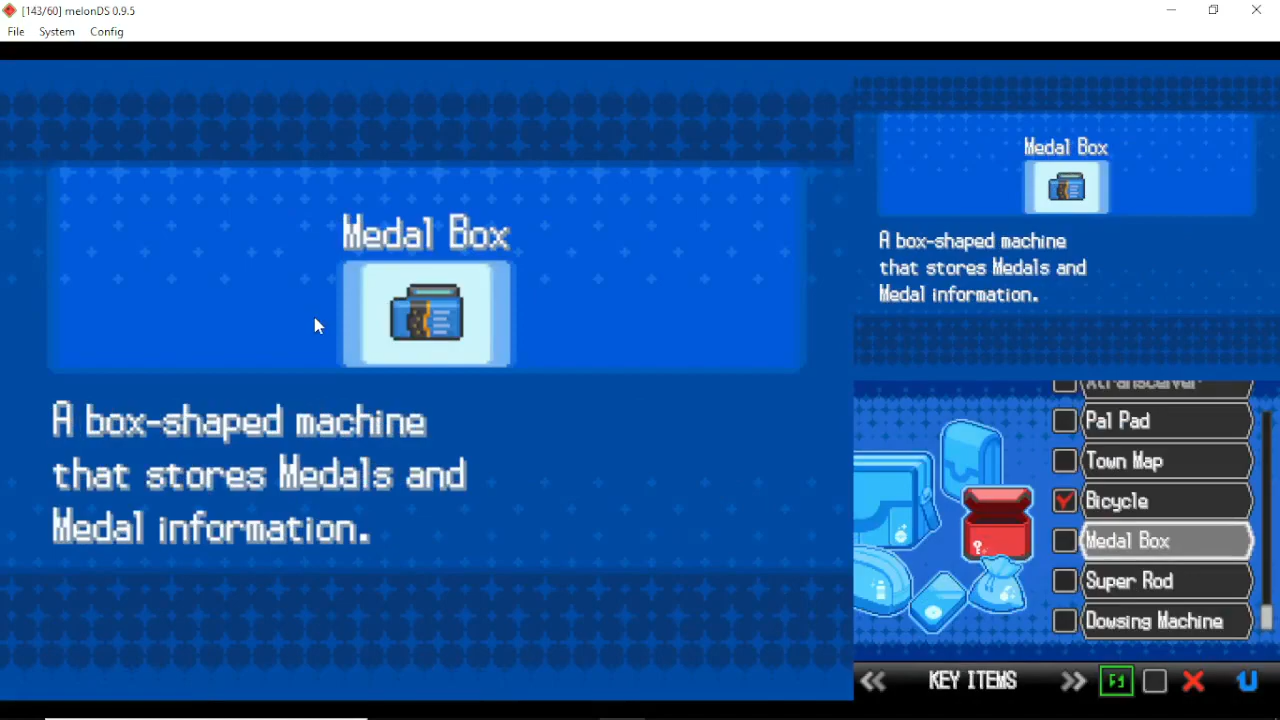 [143/60] melonDS 0.9.5
File System Config
Medal Box
A box-shaped machine
that stores Medals and
Medal information.
Medal Box
A box-shaped machine
that stores Medals and
Medal information.
Xtransceiver
Pal Pad
Town Map
Bicycle
Medal Box
Super Rod
Dowsing Machine
KEY ITEMS